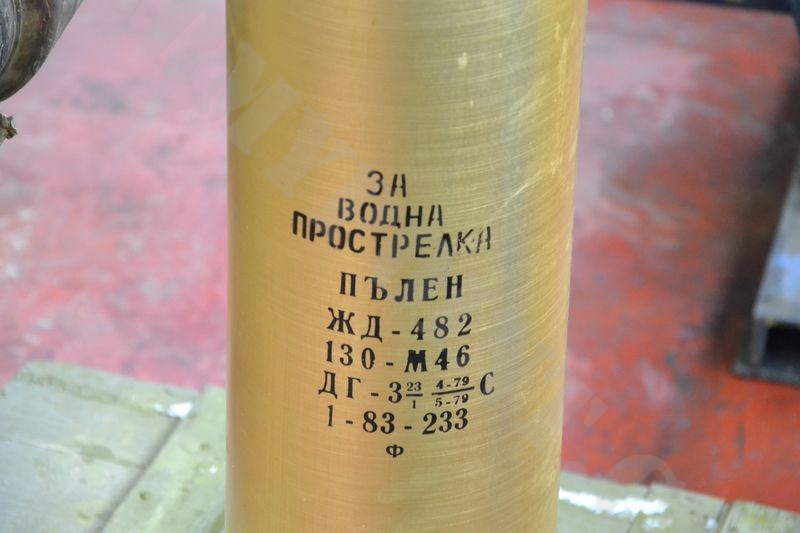 ЗА
ВОДНА
ПРОСТРЕЛКА
ПЪЛЕН
ЖД-482
130-М46
ДГ-3 23/1 4-79/5-79 С
1-83-233
Ф